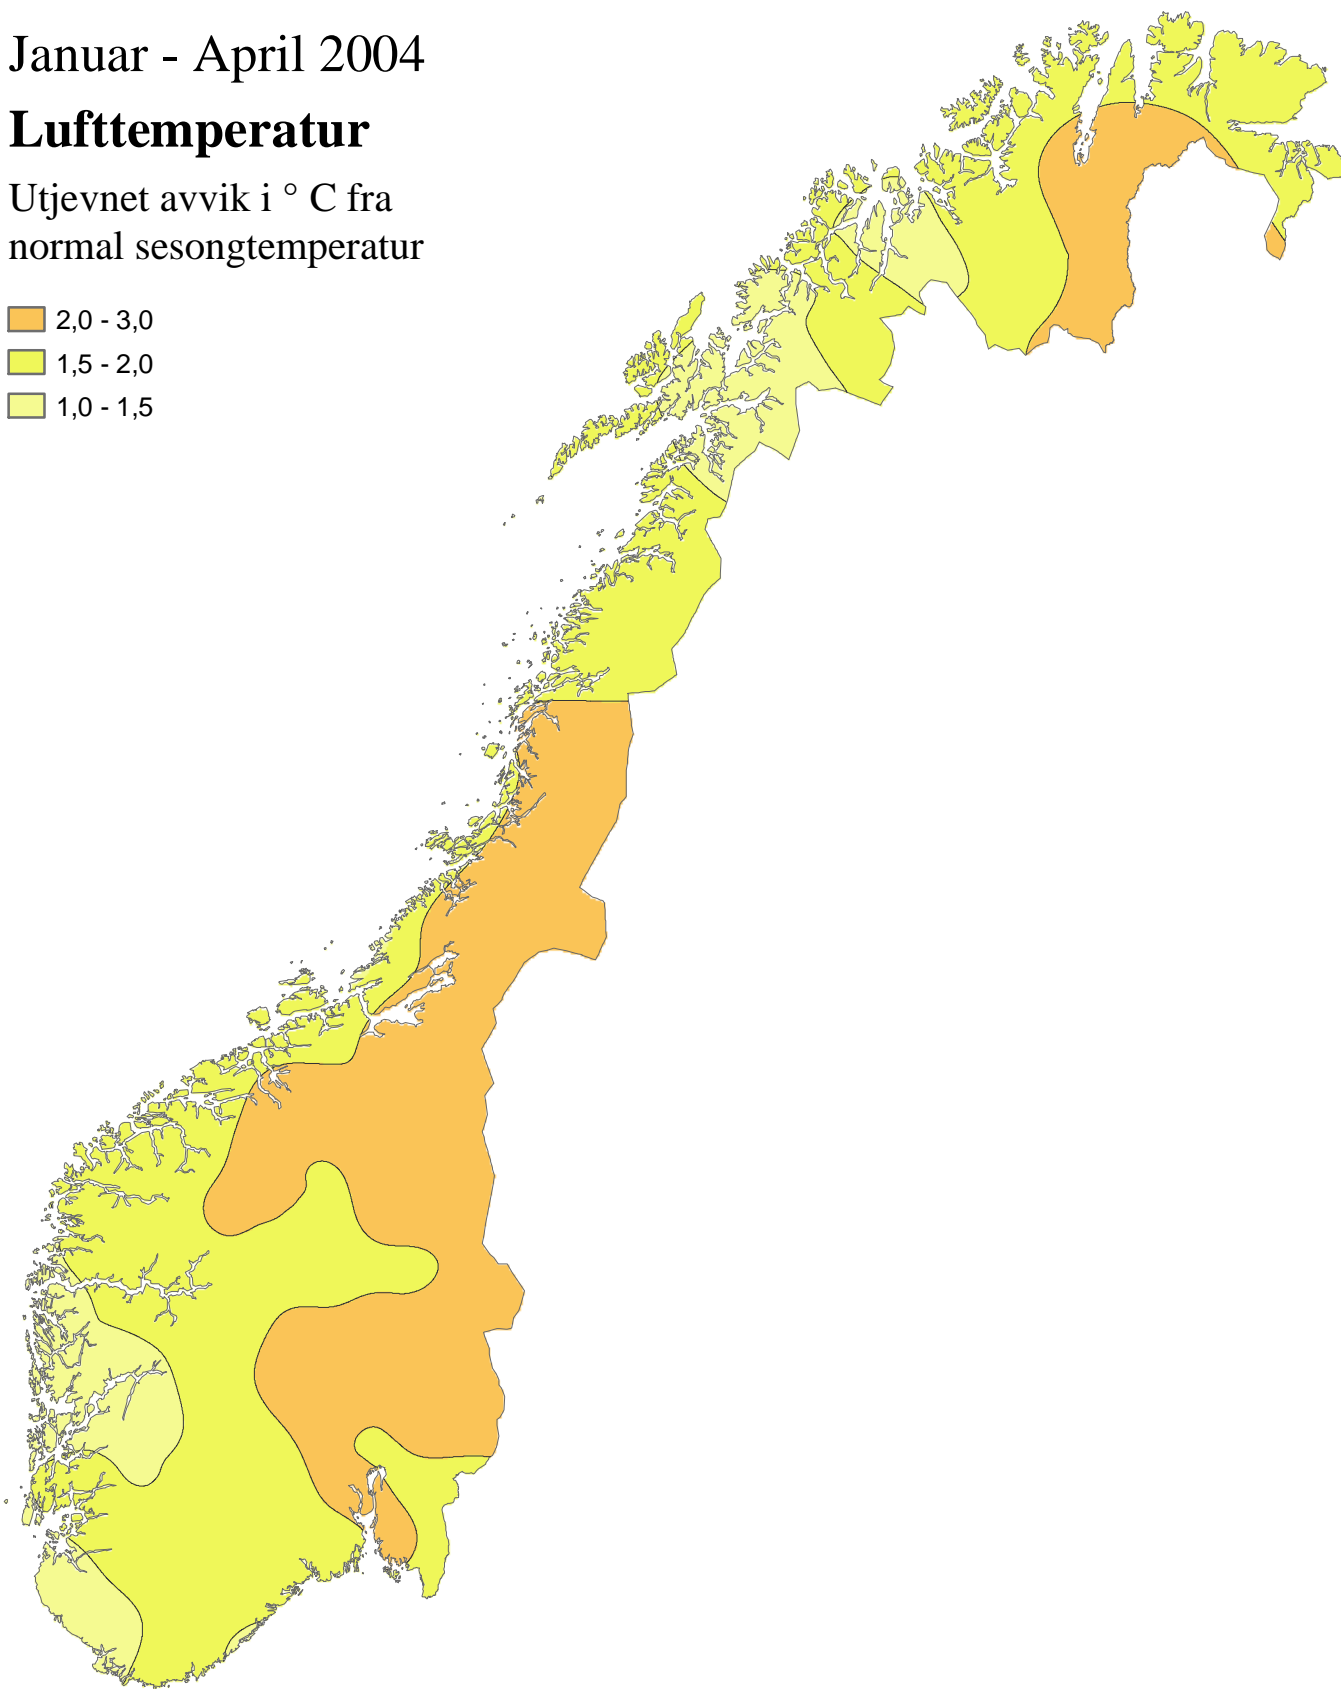 Januar - April 2004
Lufttemperatur
Utjevnet avvik i ° C fra
normal sesongtemperatur
2,0 - 3,0
1,5 - 2,0
1,0 - 1,5